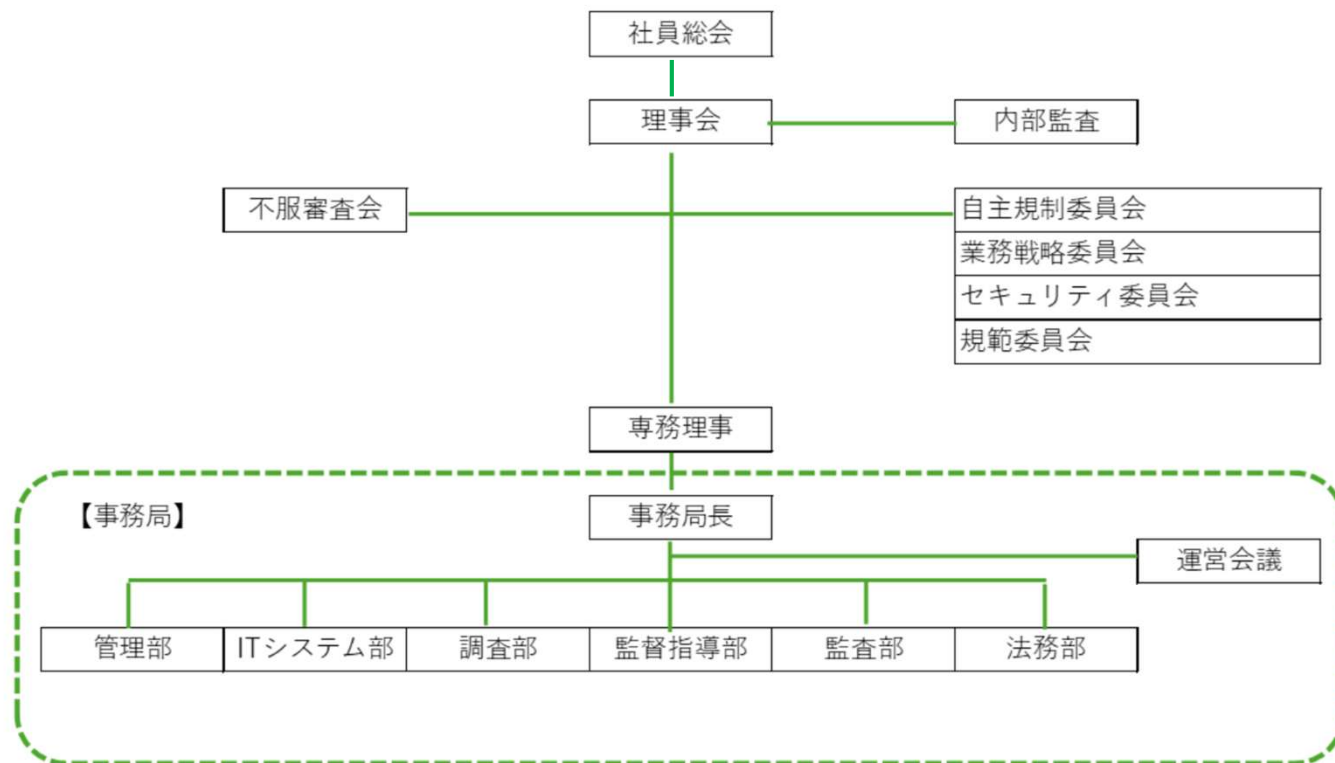 社員総会
理事会
内部監査
不服審査会
自主規制委員会
業務戦略委員会
セキュリティ委員会
規範委員会
専務理事
【事務局】
事務局長
運営会議
管理部
ITシステム部
調査部
監督指導部
監査部
法務部